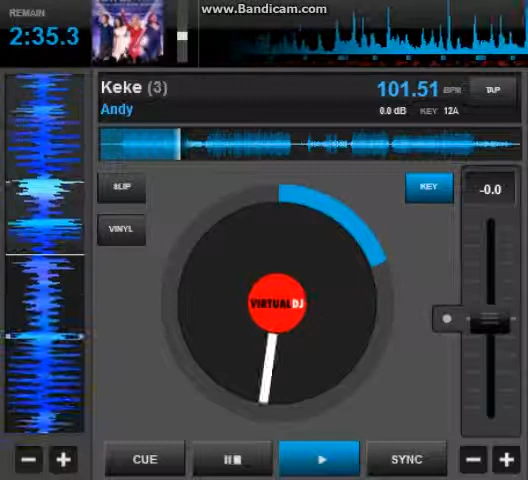 www.Bandicam.com
REMAIN
2:35.3
Keke (3)
101.51 BPM
TAP
Andy
0.0 dB KEY 12A
SLIP
KEY
-0.0
VINYL
VIRTUAL DJ
CUE
SYNC